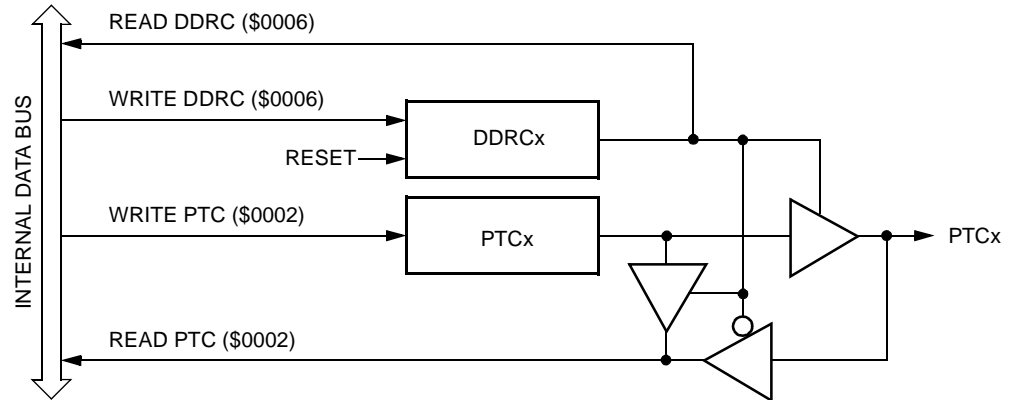 READ DDRC ($0006)
WRITE DDRC ($0006)
DDRCx
RESET
INTERNAL DATA BUS
WRITE PTC ($0002)
PTCx
PTCx
READ PTC ($0002)